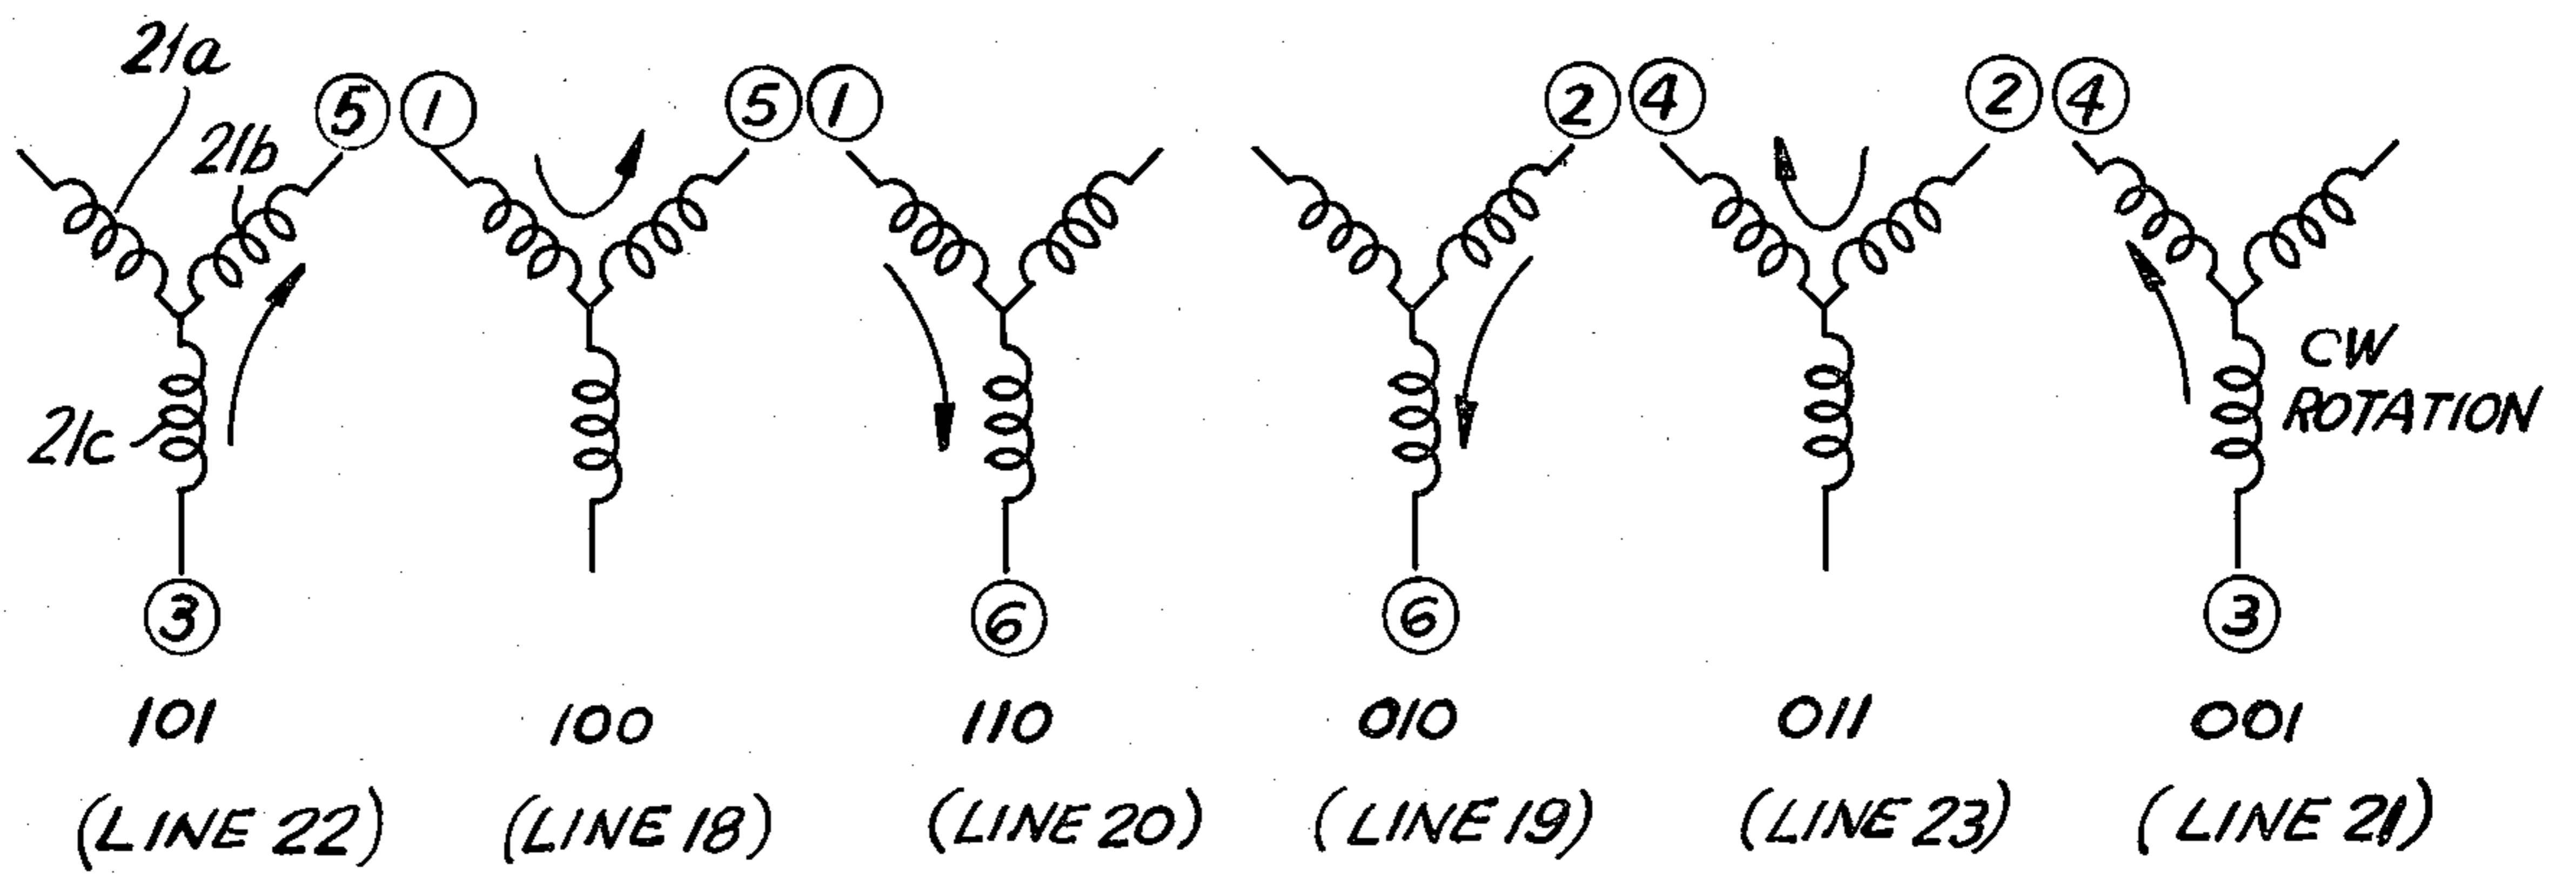 21a
21b
5 1 5 1 2 4 2 4
21c
CW
ROTATION
3 6 6 3
101 100 110 010 011 001
(LINE 22) (LINE 18) (LINE 20) (LINE 19) (LINE 23) (LINE 21)